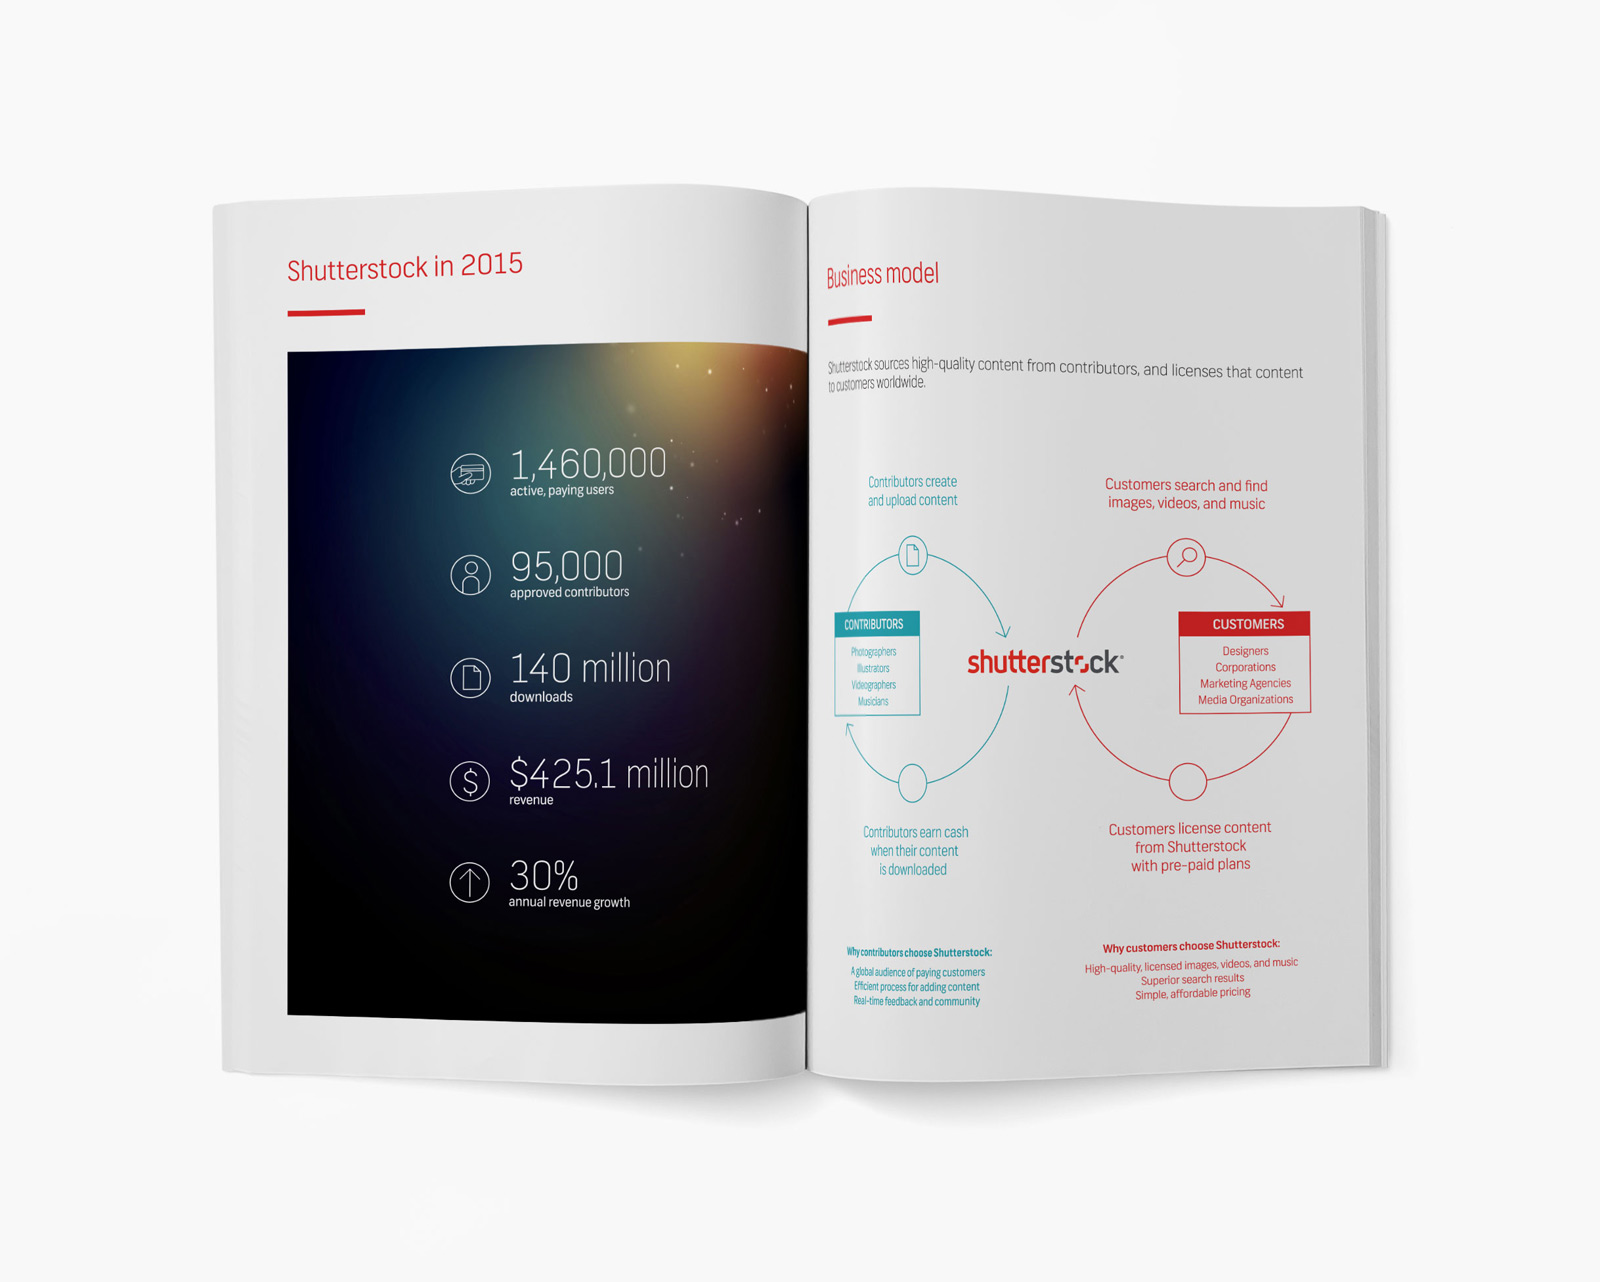 Shutterstock in 2015
1,460,000
active, paying users
95,000
approved contributors
140 million
downloads
$425.1 million
revenue
30%
annual revenue growth
Business model
Shutterstock sources high-quality content from contributors, and licenses that content
to customers worldwide.
Contributors create
and upload content
CONTRIBUTORS
Photographers
Illustrators
Videographers
Musicians
Contributors earn cash
when their content
is downloaded
shutterstock®
Customers search and find
images, videos, and music
CUSTOMERS
Designers
Corporations
Marketing Agencies
Media Organizations
Customers license content
from Shutterstock
with pre-paid plans
Why contributors choose Shutterstock:
A global audience of paying customers
Efficient process for adding content
Real-time feedback and community
Why customers choose Shutterstock:
High-quality, licensed images, videos, and music
Superior search results
Simple, affordable pricing